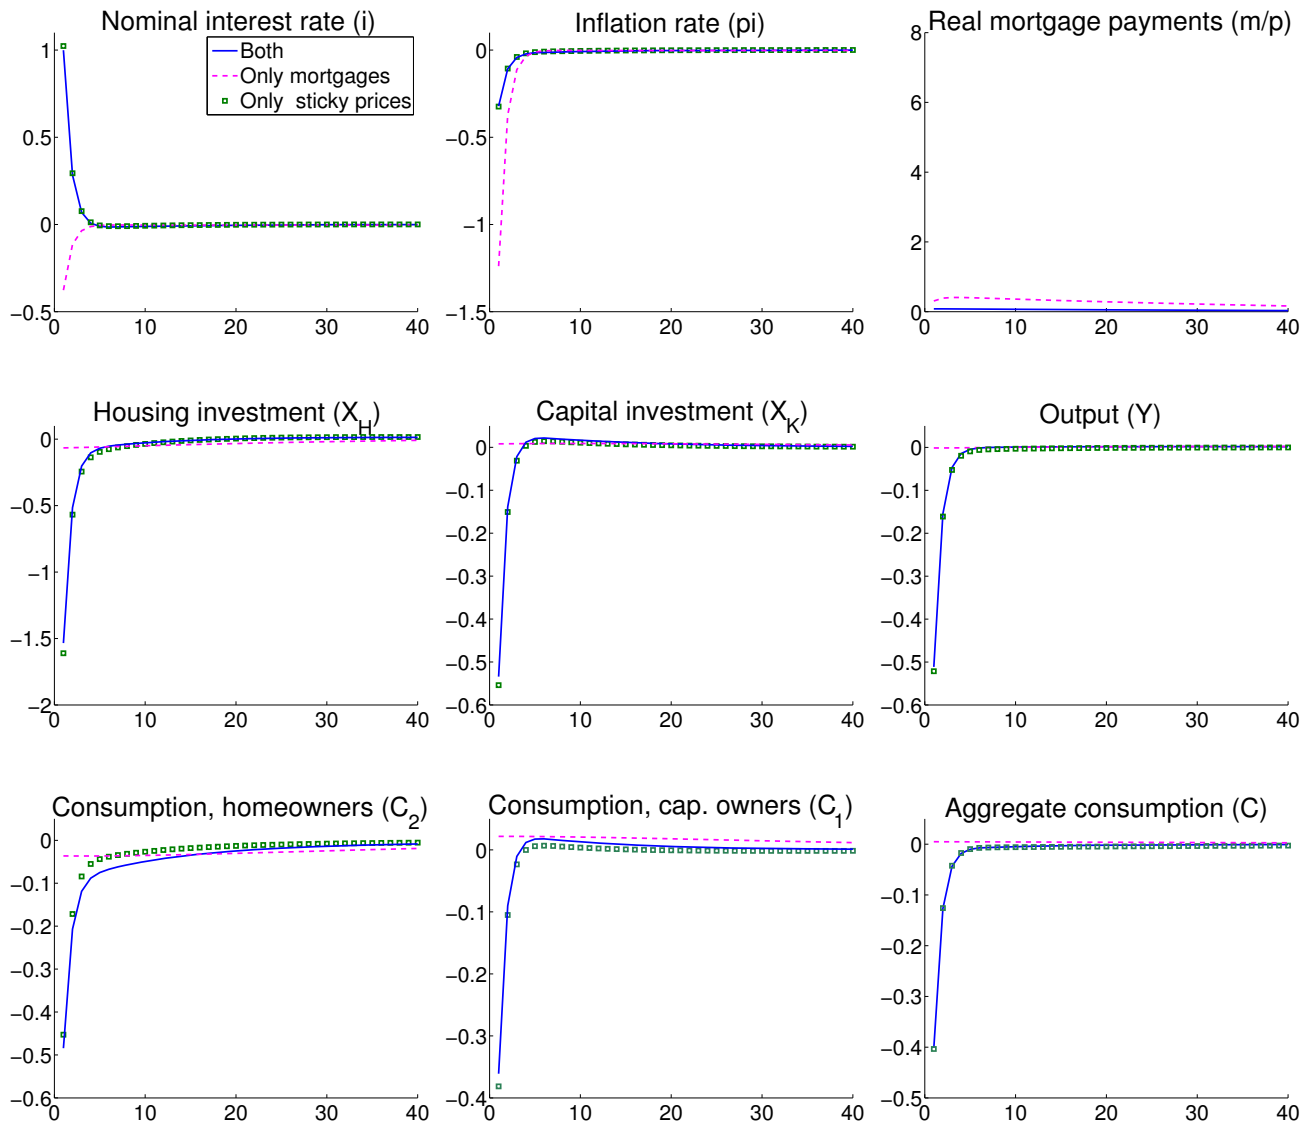 Nominal interest rate (i)
Inflation rate (pi)
Real mortgage payments (m/p)
Both
Only mortgages
Only sticky prices
1
0.5
0
−0.5
0 10 20 30 40
0
−0.5
−1
−1.5
0 10 20 30 40
8
6
4
2
0
0 10 20 30 40
Housing investment (X_H)
Capital investment (X_K)
Output (Y)
0
−0.5
−1
−1.5
−2
0 10 20 30 40
0
−0.1
−0.2
−0.3
−0.4
−0.5
−0.6
0 10 20 30 40
0
−0.1
−0.2
−0.3
−0.4
−0.5
−0.6
0 10 20 30 40
Consumption, homeowners (C_2)
Consumption, cap. owners (C_1)
Aggregate consumption (C)
0
−0.1
−0.2
−0.3
−0.4
−0.5
−0.6
0 10 20 30 40
0
−0.1
−0.2
−0.3
−0.4
0 10 20 30 40
0
−0.1
−0.2
−0.3
−0.4
−0.5
0 10 20 30 40